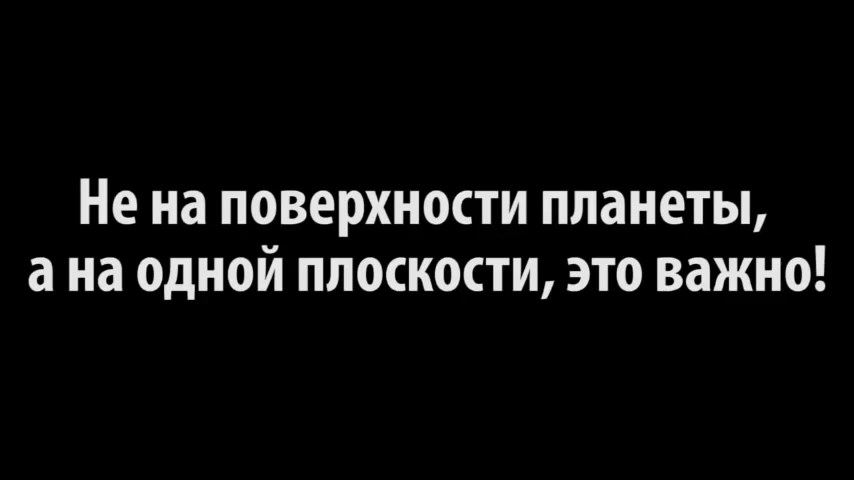 Не на поверхности планеты,
а на одной плоскости, это важно!